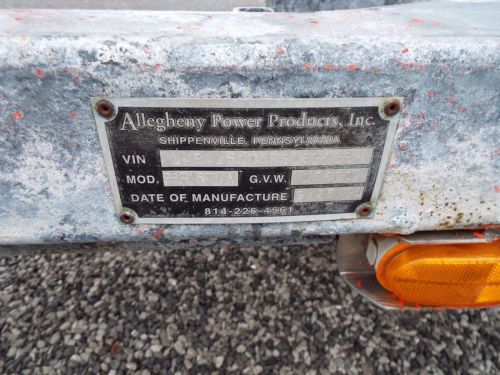 Allegheny Power Products, Inc.
SHIPPENVILLE, PENNSYLVANIA
VIN
MOD. G.V.W.
DATE OF MANUFACTURE
814-226-4561